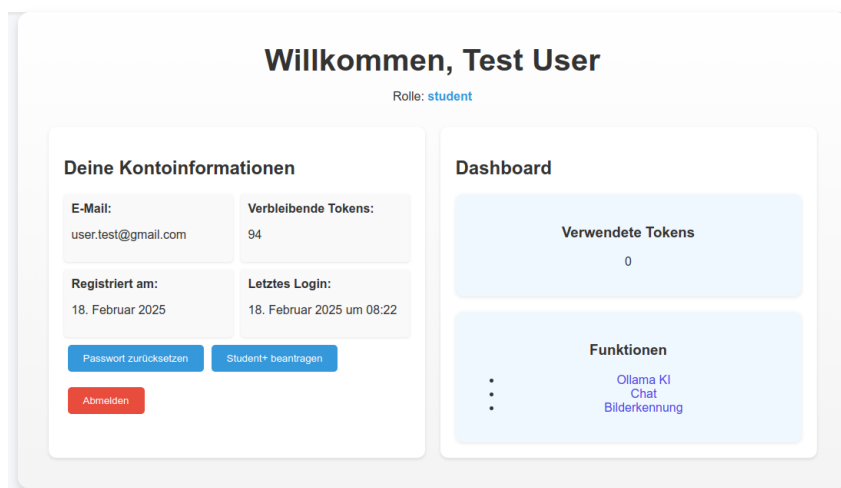 Willkommen, Test User
Rolle: student
Deine Kontoinformationen
E-Mail:
user.test@gmail.com
Verbleibende Tokens:
94
Registriert am:
18. Februar 2025
Letztes Login:
18. Februar 2025 um 08:22
Passwort zurücksetzen
Student+ beantragen
Abmelden
Dashboard
Verwendete Tokens
0
Funktionen
Ollama KI
Chat
Bilderkennung